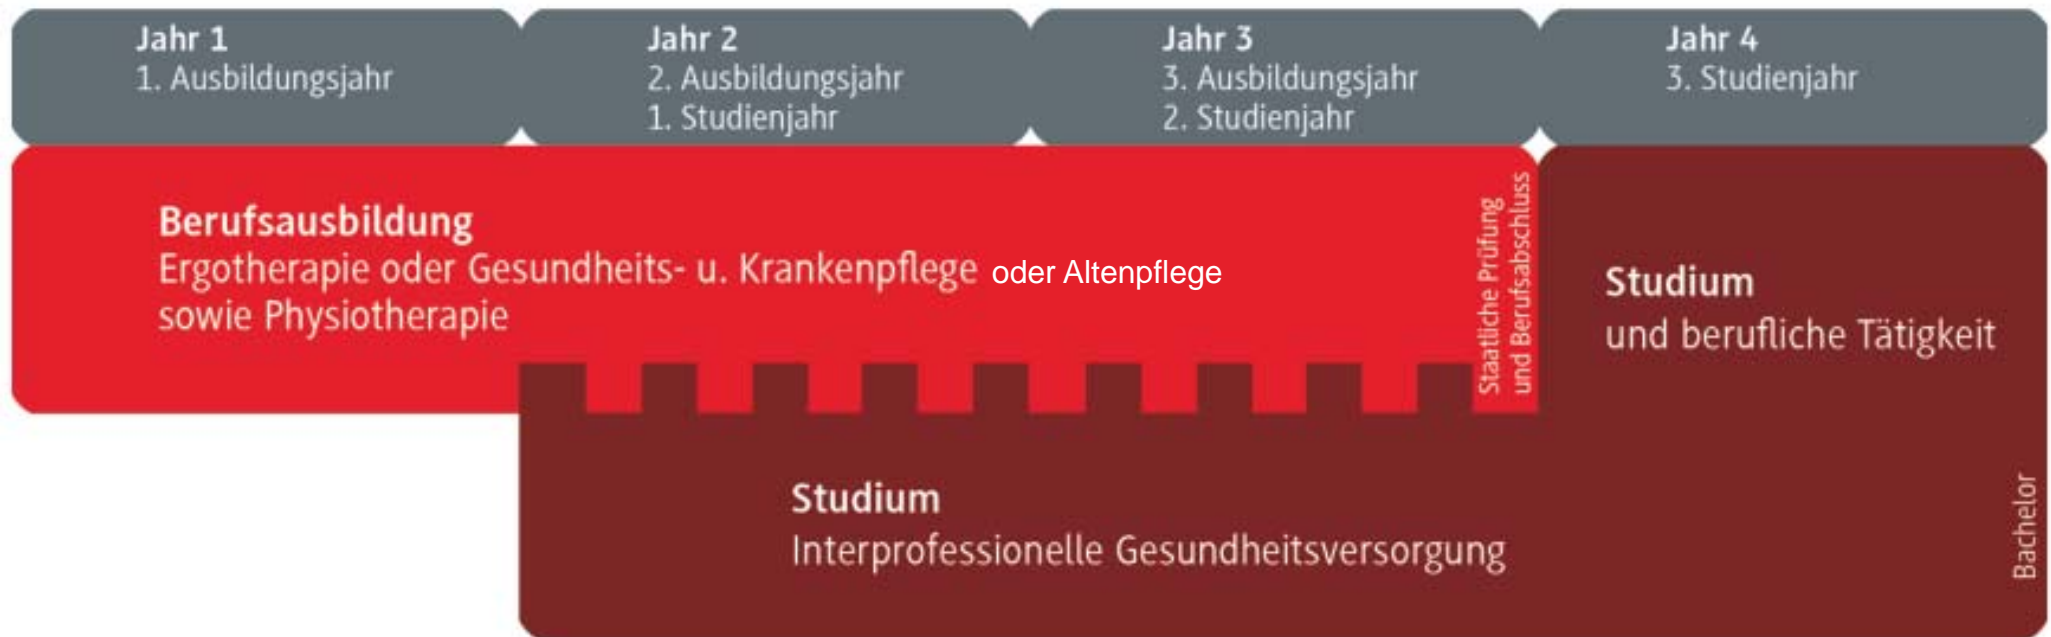 Jahr 1
1. Ausbildungsjahr
Jahr 2
2. Ausbildungsjahr
1. Studienjahr
Jahr 3
3. Ausbildungsjahr
2. Studienjahr
Jahr 4
3. Studienjahr
Berufsausbildung
Ergotherapie oder Gesundheits- u. Krankenpflege oder Altenpflege
sowie Physiotherapie
Staatliche Prüfung
und Berufsabschluss
Studium
und berufliche Tätigkeit
Studium
Interprofessionelle Gesundheitsversorgung
Bachelor